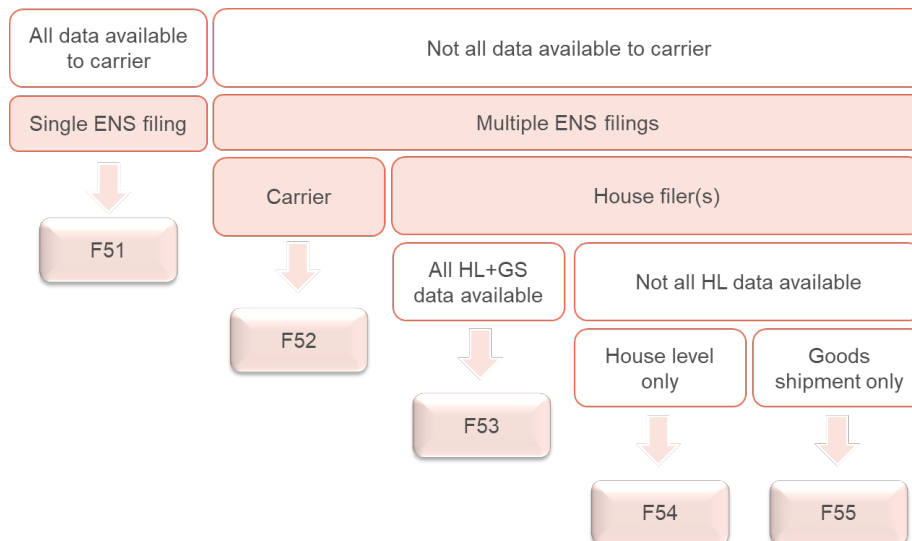 All data available
to carrier
Not all data available to carrier
Single ENS filing
Multiple ENS filings
Carrier
House filer(s)
F51
All HL+GS
data available
Not all HL data available
F52
House level
only
Goods
shipment only
F53
F54
F55